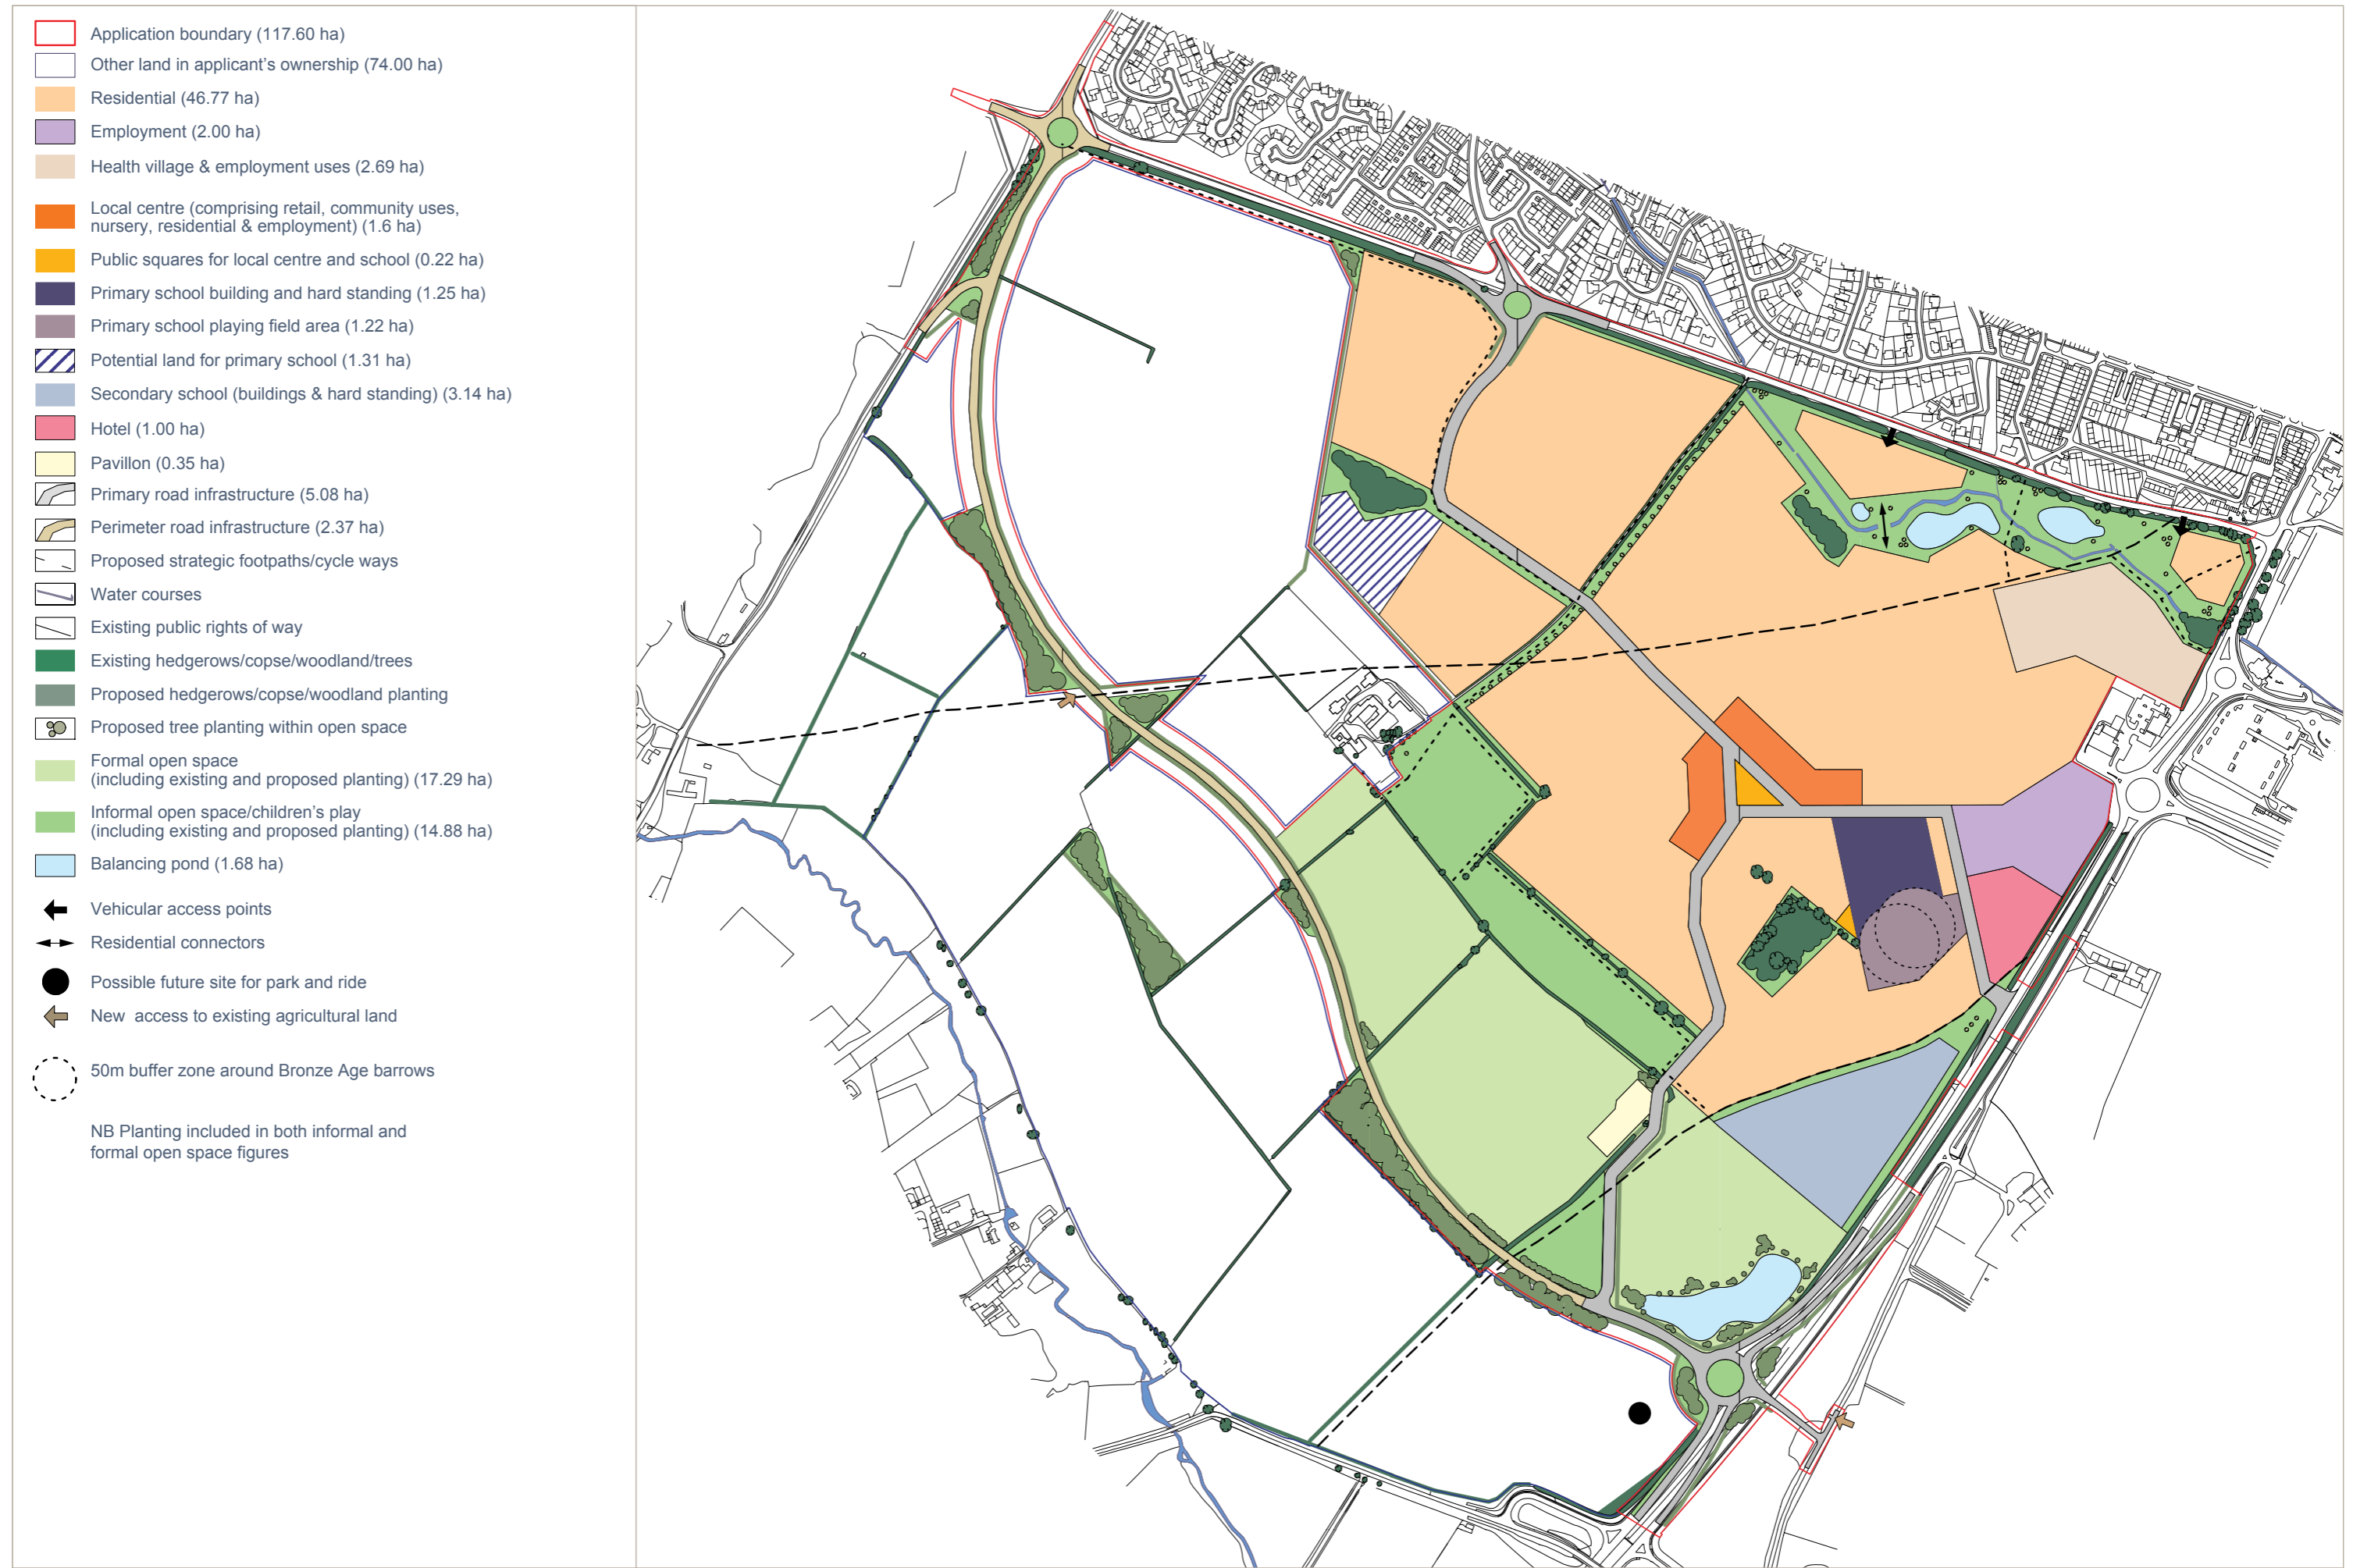 Application boundary (117.60 ha)
Other land in applicant's ownership (74.00 ha)
Residential (46.77 ha)
Employment (2.00 ha)
Health village & employment uses (2.69 ha)
Local centre (comprising retail, community uses,
nursery, residential & employment) (1.6 ha)
Public squares for local centre and school (0.22 ha)
Primary school building and hard standing (1.25 ha)
Primary school playing field area (1.22 ha)
Potential land for primary school (1.31 ha)
Secondary school (buildings & hard standing) (3.14 ha)
Hotel (1.00 ha)
Pavillon (0.35 ha)
Primary road infrastructure (5.08 ha)
Perimeter road infrastructure (2.37 ha)
Proposed strategic footpaths/cycle ways
Water courses
Existing public rights of way
Existing hedgerows/copse/woodland/trees
Proposed hedgerows/copse/woodland planting
Proposed tree planting within open space
Formal open space
(including existing and proposed planting) (17.29 ha)
Informal open space/children's play
(including existing and proposed planting) (14.88 ha)
Balancing pond (1.68 ha)
Vehicular access points
Residential connectors
Possible future site for park and ride
New access to existing agricultural land
50m buffer zone around Bronze Age barrows
NB Planting included in both informal and
formal open space figures